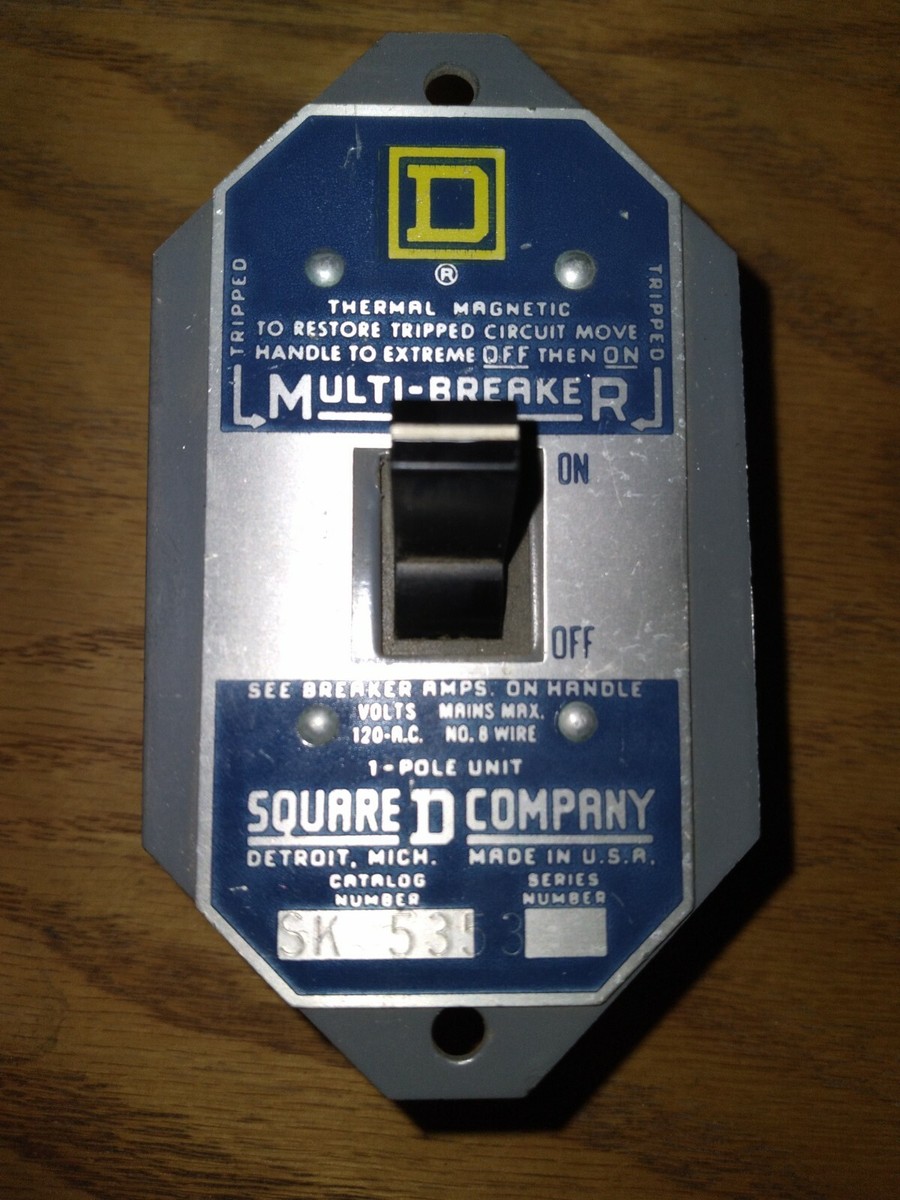 D
®
TRIPPED
TRIPPED
THERMAL MAGNETIC
TO RESTORE TRIPPED CIRCUIT MOVE
HANDLE TO EXTREME OFF THEN ON
MULTI-BREAKER
ON
OFF
SEE BREAKER AMPS. ON HANDLE
VOLTS MAINS MAX.
120-A.C. NO. 8 WIRE
1-POLE UNIT
SQUARE D COMPANY
DETROIT, MICH. MADE IN U.S.A.
CATALOG SERIES
NUMBER NUMBER
SK 5353